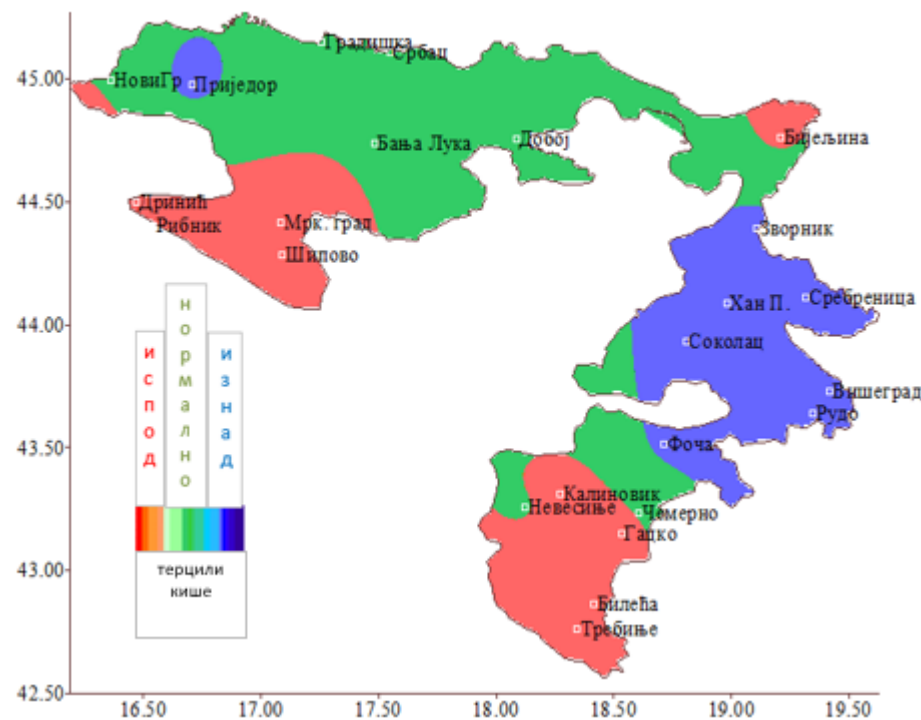 Градишка
Србац
45.00
НовиГр
Приједор
Бања Лука
Добој
Бијељина
44.50
Дринић
Рибник
Мрк. град
Шипово
Зворник
44.00
Хан П.
Сребреница
Соколац
Вишеград
Рудо
43.50
Фоча
Калиновик
Невесиње
Чемерно
Гацко
43.00
Билећа
Требиње
42.50
испод
нормално
изнад
терцили
кише
16.50 17.00 17.50 18.00 18.50 19.00 19.50